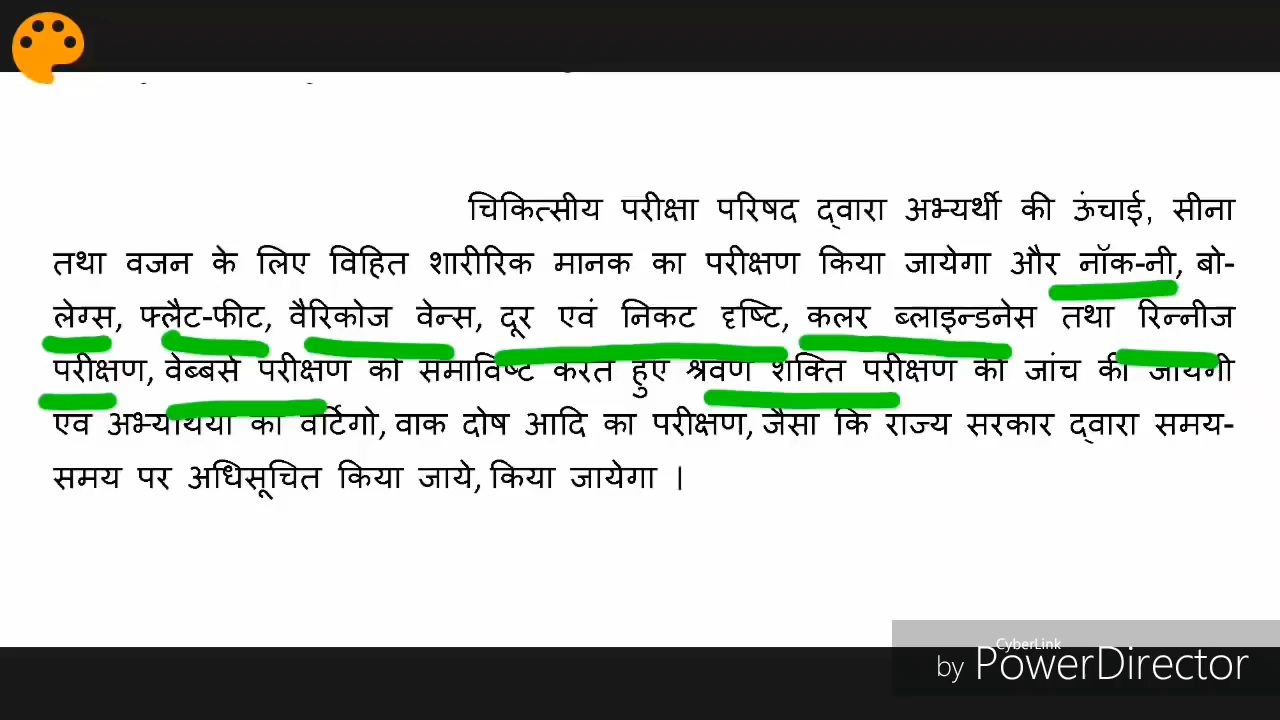 चिकित्सीय परीक्षा परिषद द्वारा अभ्यर्थी की ऊंचाई, सीना
तथा वजन के लिए विहित शारीरिक मानक का परीक्षण किया जायेगा और नॉक-नी, बो-
लेग्स, फ्लैट-फीट, वैरिकोज वेन्स, दूर एवं निकट दृष्टि, कलर ब्लाइन्डनेस तथा रिन्नीज
परीक्षण, वेब्बर्स परीक्षण को समाविष्ट करते हुए श्रवण शक्ति परीक्षण की जांच की जायेगी
एवं अभ्यर्थियों का वर्टिगो, वाक दोष आदि का परीक्षण, जैसा कि राज्य सरकार द्वारा समय-
समय पर अधिसूचित किया जाये, किया जायेगा ।
CyberLink
by PowerDirector